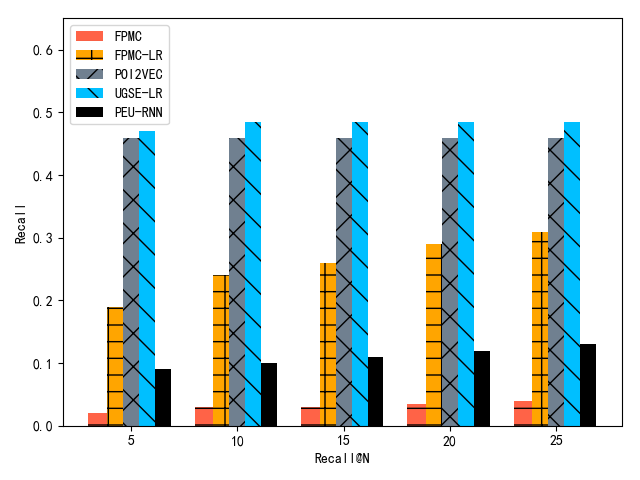 FPMC
FPMC-LR
POI2VEC
UGSE-LR
PEU-RNN
0.6
0.5
0.4
0.3
0.2
0.1
0.0
Recall
5
10
15
20
25
Recall@N